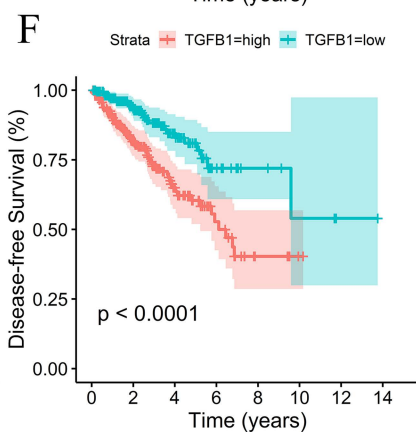 Time (years)
F
Strata TGFB1=high TGFB1=low
Disease-free Survival (%)
1.00
0.75
0.50
0.25
0.00
p < 0.0001
0 2 4 6 8 10 12 14
Time (years)